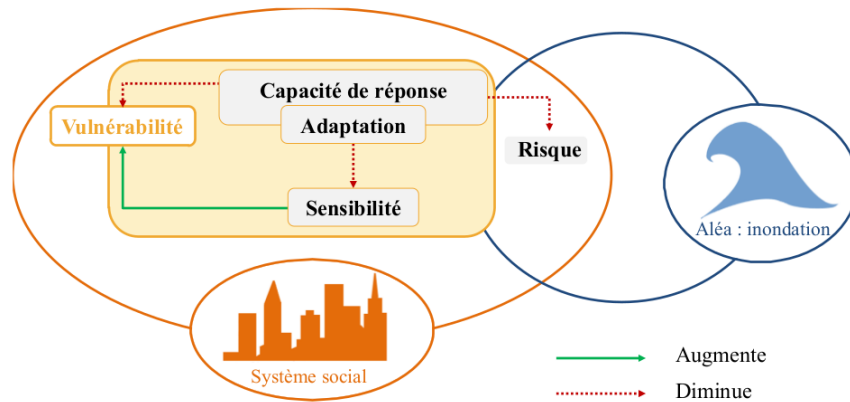 Capacité de réponse
Vulnérabilité
Adaptation
Risque
Sensibilité
Aléa : inondation
Système social
Augmente
Diminue